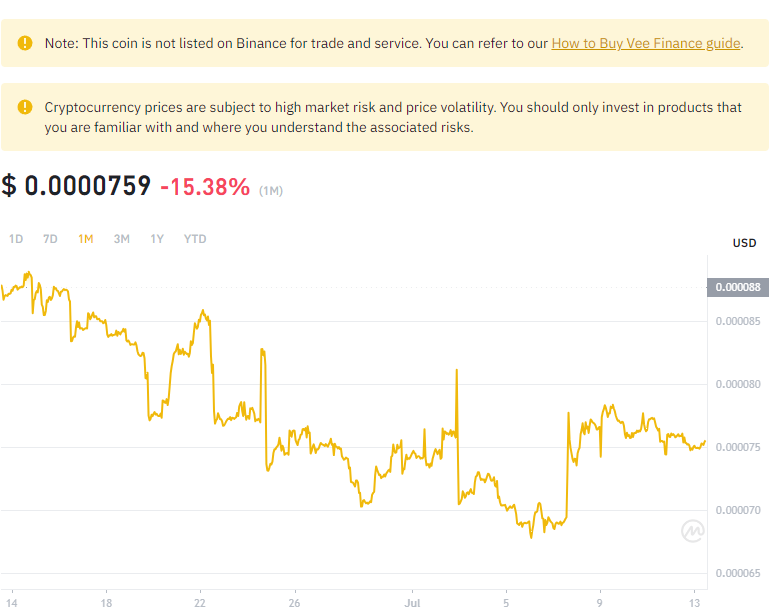 Note: This coin is not listed on Binance for trade and service. You can refer to our How to Buy Vee Finance guide.
Cryptocurrency prices are subject to high market risk and price volatility. You should only invest in products that
you are familiar with and where you understand the associated risks.
$ 0.0000759 -15.38% (1M)
1D 7D 1M 3M 1Y YTD
USD
0.000088
0.000085
0.000080
0.000075
0.000070
0.000065
14 18 22 26 Jul 5 9 13